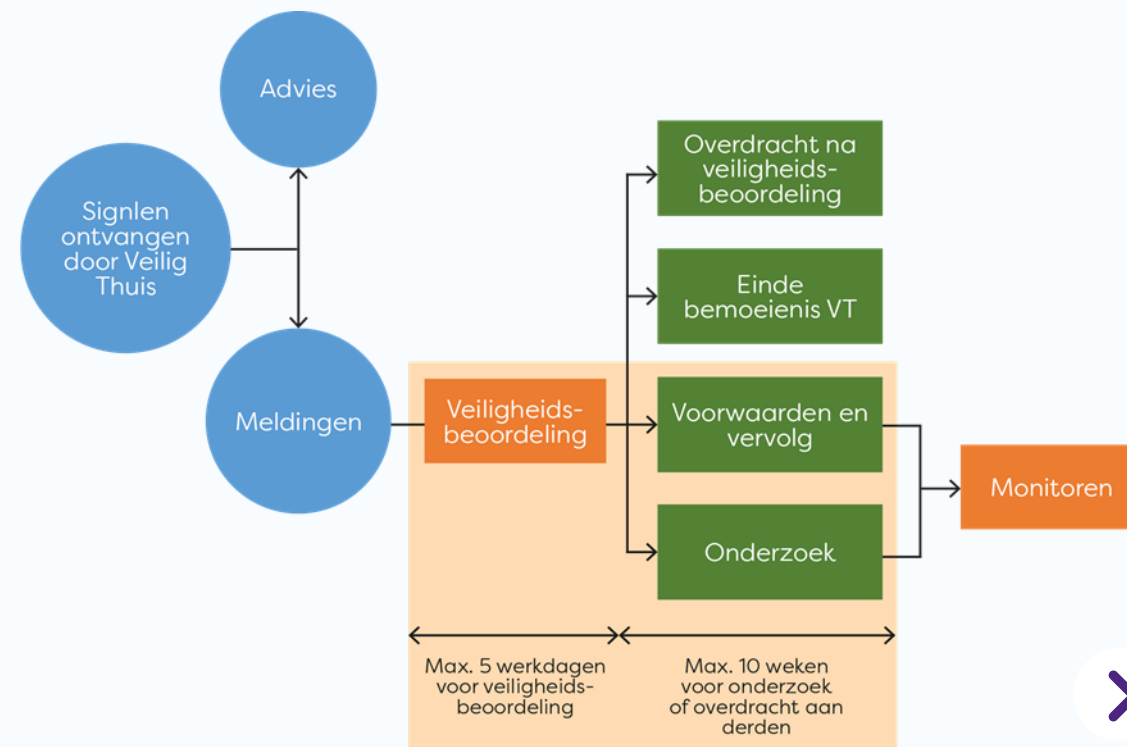 Advies
Signlen
ontvangen
door Veilig
Thuis
Meldingen
Veiligheids-
beoordeling
Overdracht na
veiligheids-
beoordeling
Einde
bemoeienis VT
Voorwaarden en
vervolg
Onderzoek
Monitoren
Max. 5 werkdagen
voor veiligheids-
beoordeling
Max. 10 weken
voor onderzoek
of overdracht aan
derden